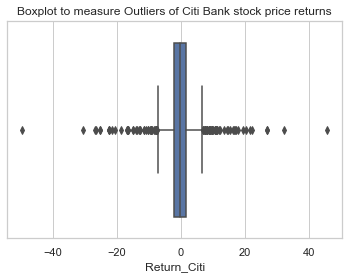 Boxplot to measure Outliers of Citi Bank stock price returns
−40 −20 0 20 40
Return_Citi